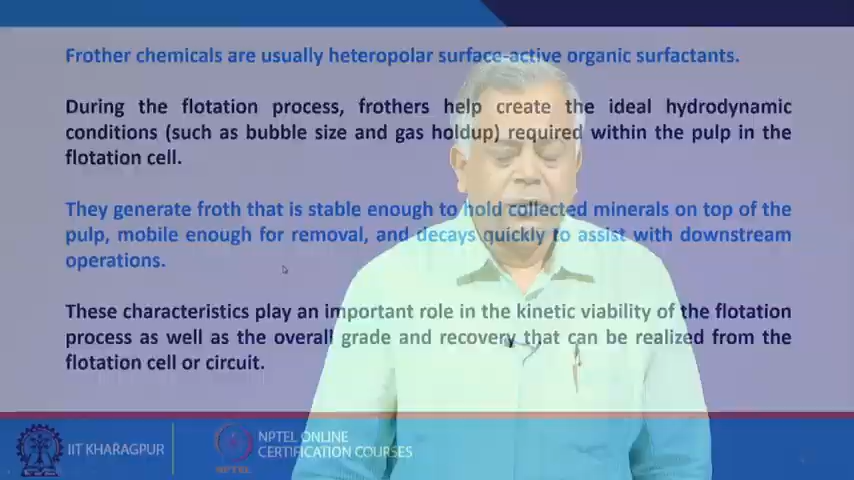 Frother chemicals are usually heteropolar surface-active organic surfactants.
During the flotation process, frothers help create the ideal hydrodynamic
conditions (such as bubble size and gas holdup) required within the pulp in the
flotation cell.
They generate froth that is stable enough to hold collected minerals on top of the
pulp, mobile enough for removal, and decays quickly to assist with downstream
operations.
These characteristics play an important role in the kinetic viability of the flotation
process as well as the overall grade and recovery that can be realized from the
flotation cell or circuit.
IIT KHARAGPUR
NPTEL
NPTEL ONLINE
CERTIFICATION COURSES